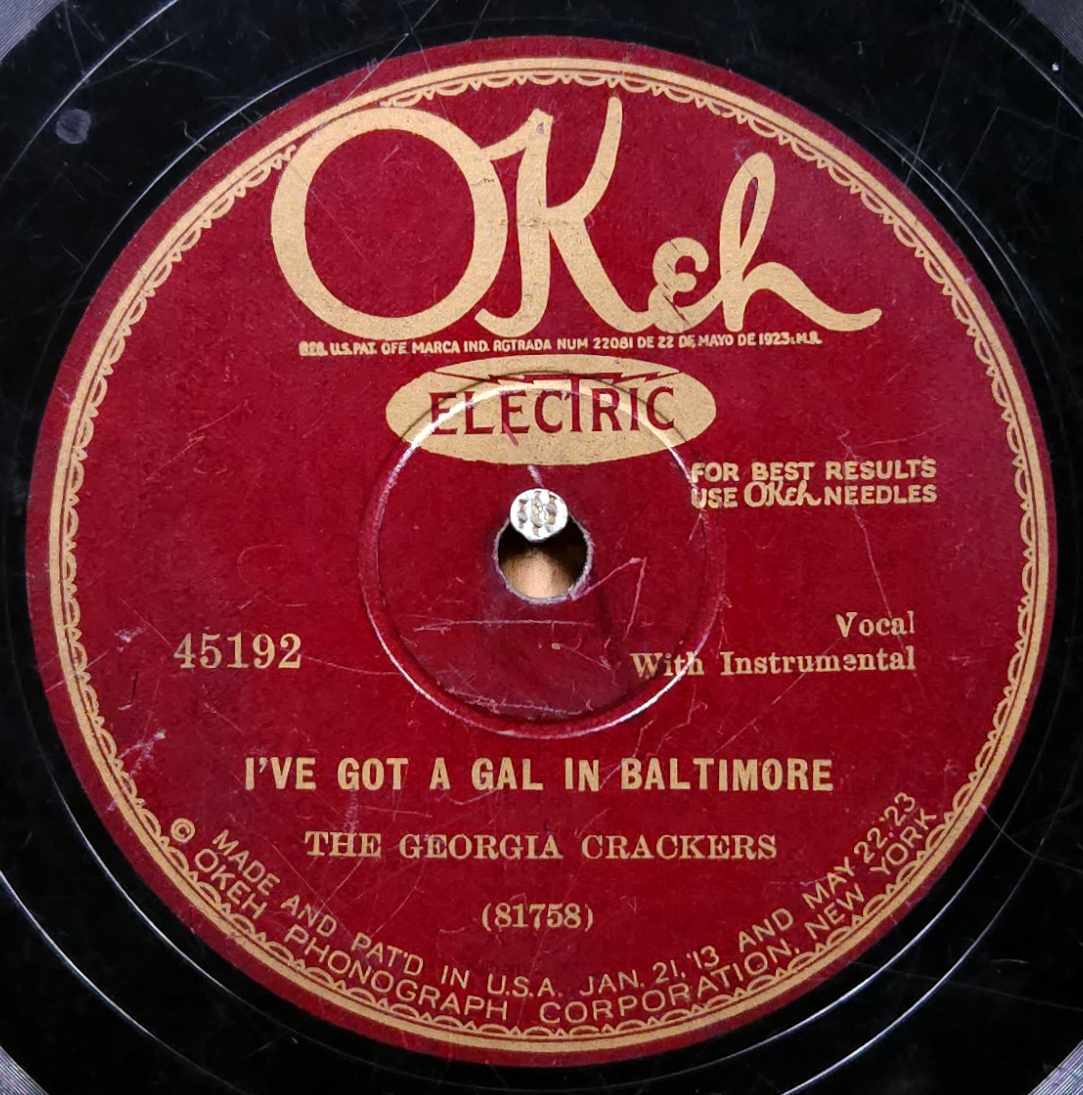 OKeh
REG. U.S. PAT. OFF. MARCA IND. RGTRADA NUM 22081 DE 22 DE MAYO DE 1923. M.R.
ELECTRIC
FOR BEST RESULTS
USE OKeh NEEDLES
45192
Vocal
With Instrumental
I'VE GOT A GAL IN BALTIMORE
THE GEORGIA CRACKERS
(81758)
© MADE AND PAT'D IN U.S.A. JAN. 21, '13 AND MAY 22, '23
OKEH PHONOGRAPH CORPORATION, NEW YORK